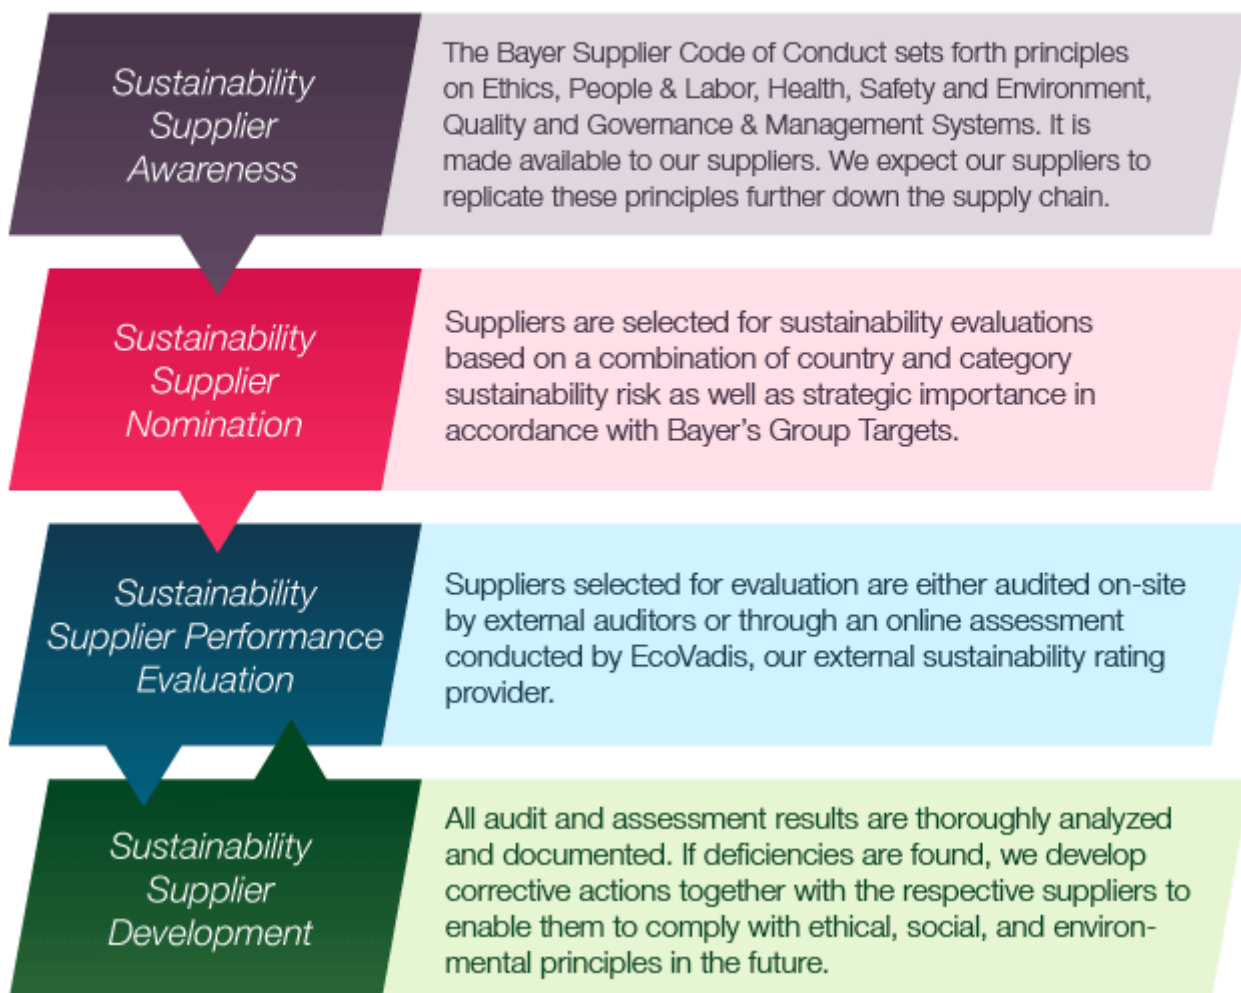 Sustainability
Supplier
Awareness
The Bayer Supplier Code of Conduct sets forth principles
on Ethics, People & Labor, Health, Safety and Environment,
Quality and Governance & Management Systems. It is
made available to our suppliers. We expect our suppliers to
replicate these principles further down the supply chain.
Sustainability
Supplier
Nomination
Suppliers are selected for sustainability evaluations
based on a combination of country and category
sustainability risk as well as strategic importance in
accordance with Bayer’s Group Targets.
Sustainability
Supplier Performance
Evaluation
Suppliers selected for evaluation are either audited on-site
by external auditors or through an online assessment
conducted by EcoVadis, our external sustainability rating
provider.
Sustainability
Supplier
Development
All audit and assessment results are thoroughly analyzed
and documented. If deficiencies are found, we develop
corrective actions together with the respective suppliers to
enable them to comply with ethical, social, and environ-
mental principles in the future.